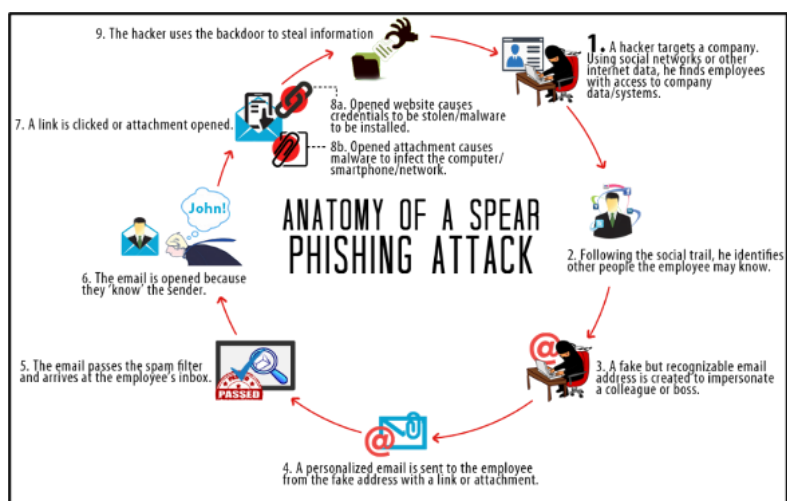 9. The hacker uses the backdoor to steal information
1. A hacker targets a company.
Using social networks or other
internet data, he finds employees
with access to company
data/systems.
8a. Opened website causes
credentials to be stolen/malware
to be installed.
7. A link is clicked or attachment opened.
8b. Opened attachment causes
malware to infect the computer/
smartphone/network.
John!
ANATOMY OF A SPEAR
PHISHING ATTACK
2. Following the social trail, he identifies
other people the employee may know.
6. The email is opened because
they 'know' the sender.
@
3. A fake but recognizable email
address is created to impersonate
a colleague or boss.
5. The email passes the spam filter
and arrives at the employee's inbox.
PASSED
@
4. A personalized email is sent to the employee
from the fake address with a link or attachment.